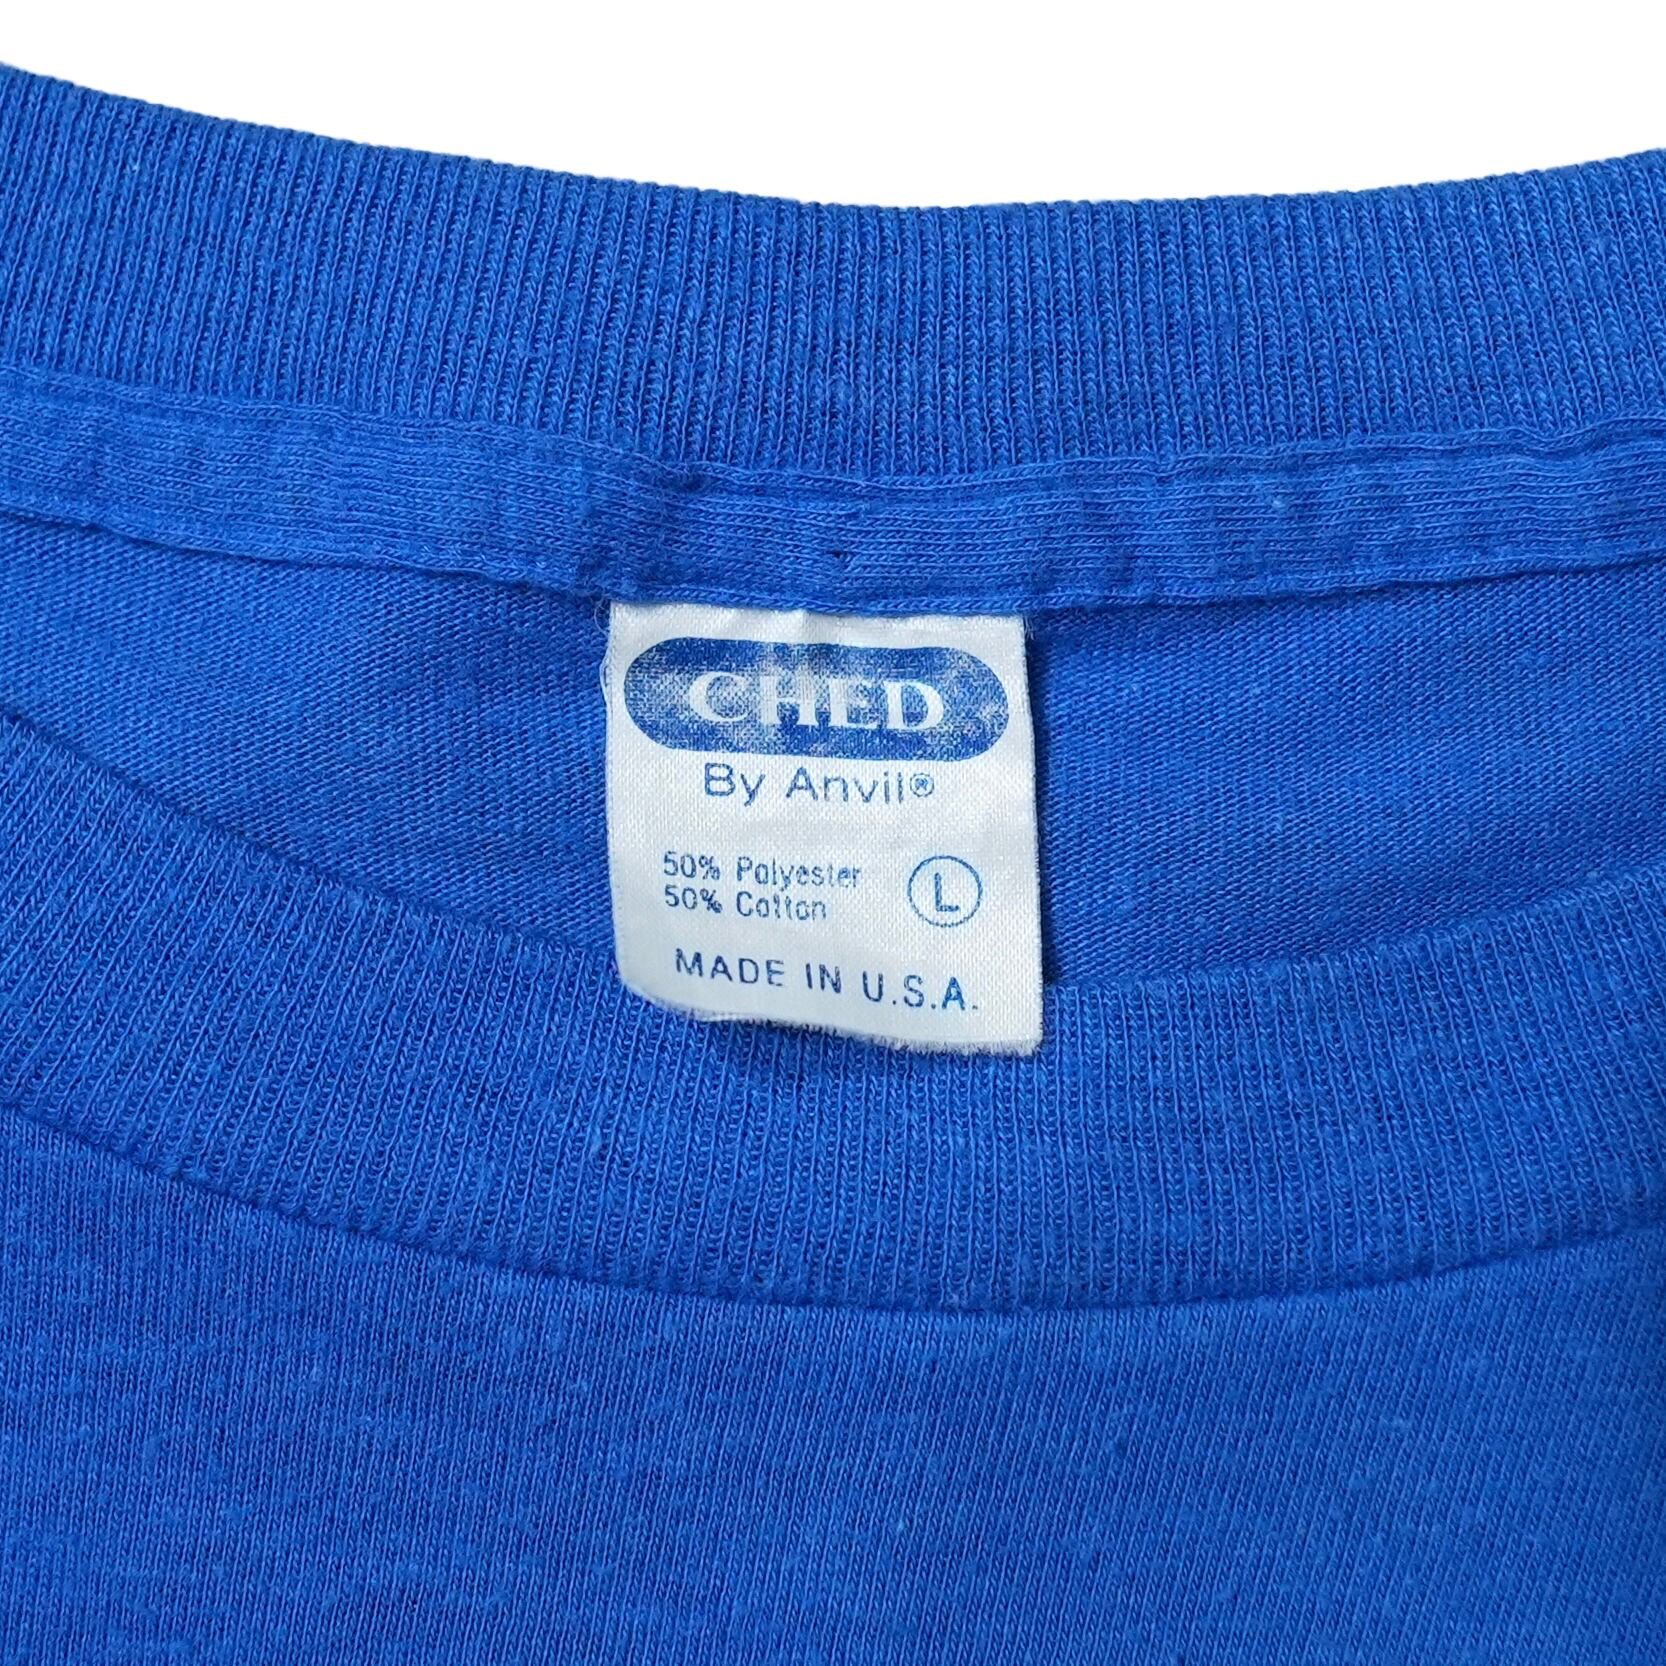 CHED
By Anvil®
50% Polyester
50% Cotton
L
MADE IN U.S.A.